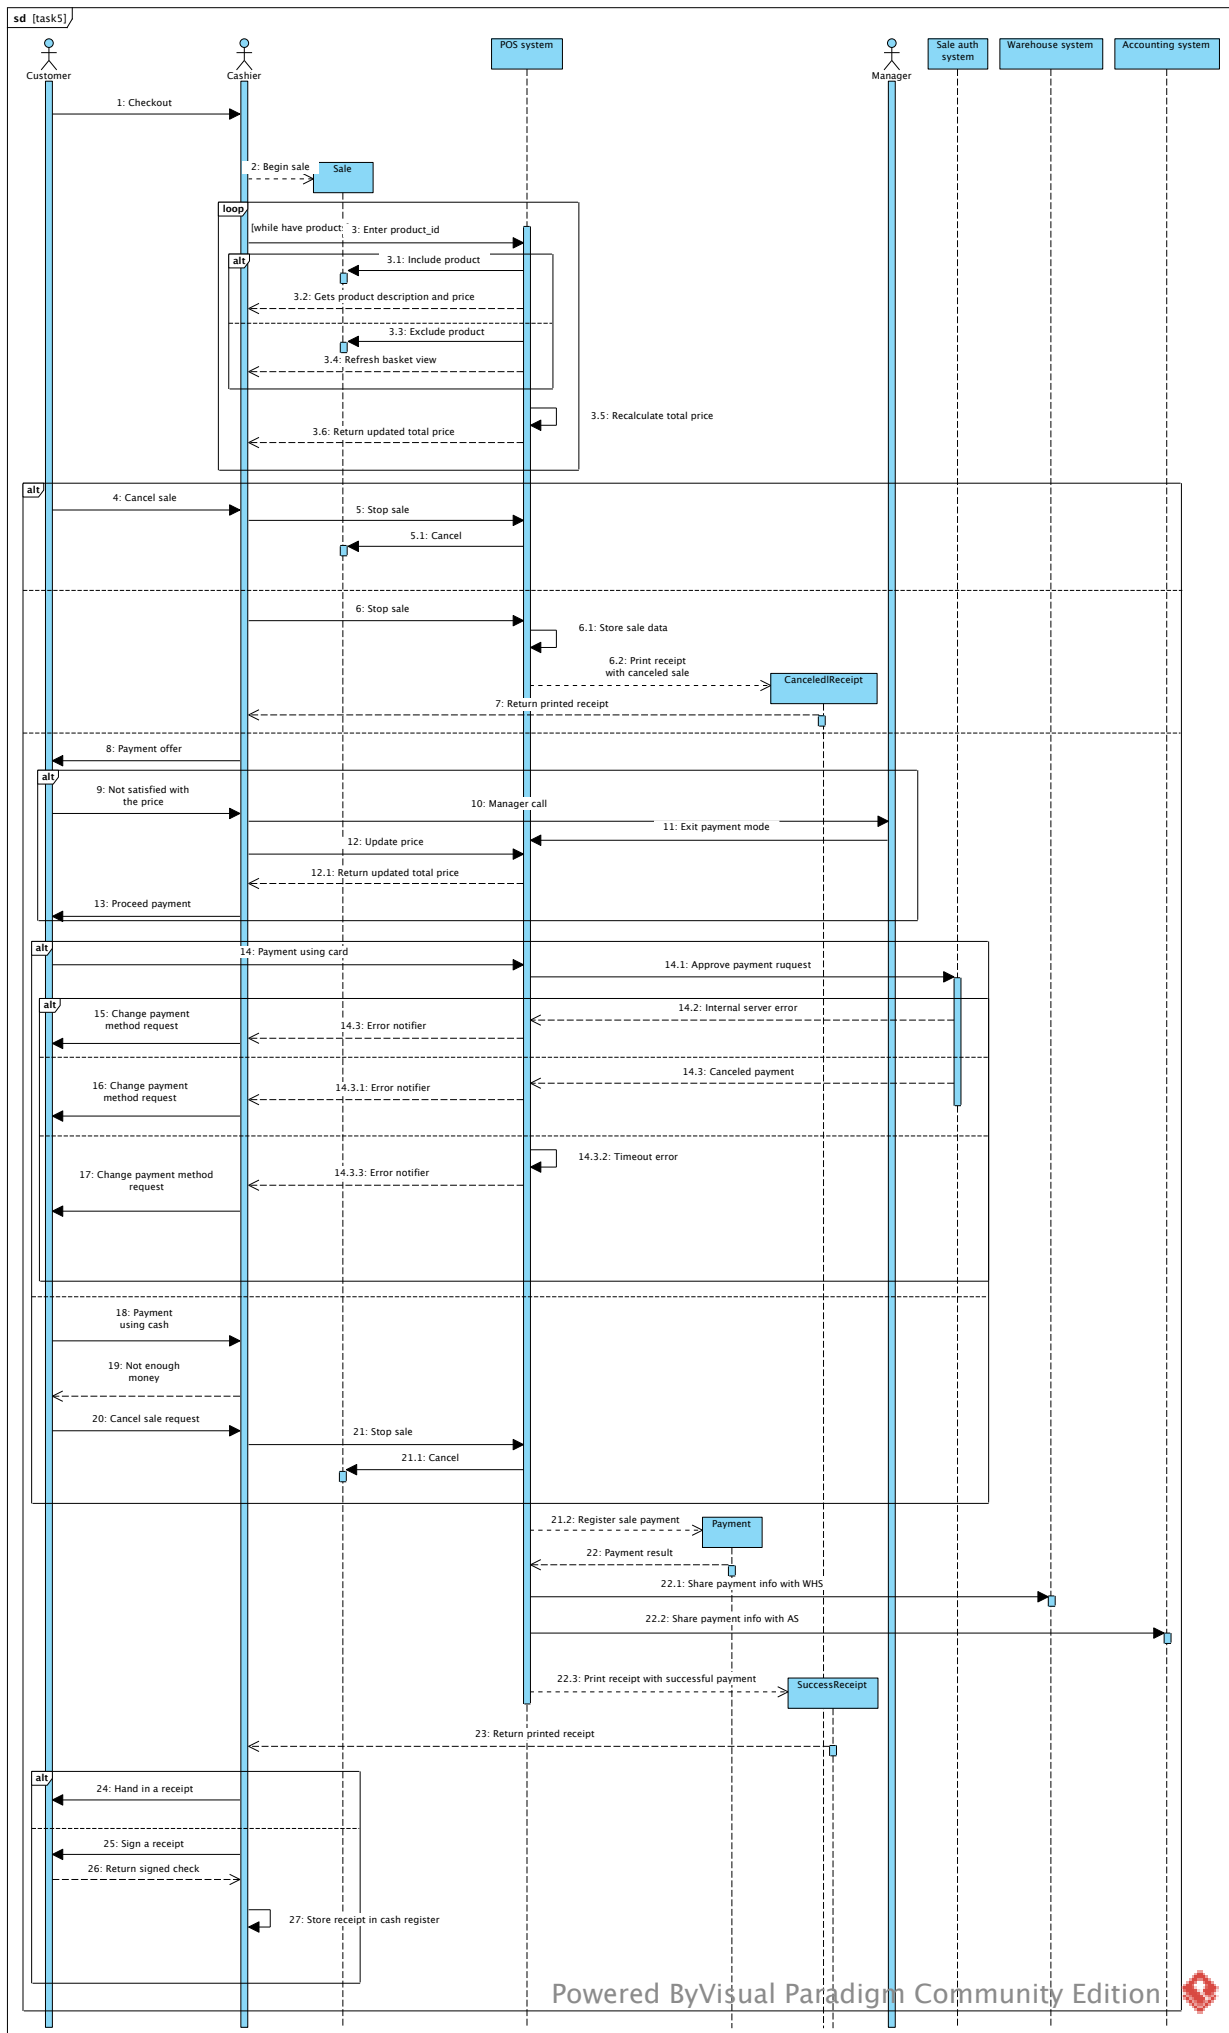 sd [task5]
Customer
Cashier
POS system
Manager
Sale auth
system
Warehouse system
Accounting system
1: Checkout
2: Begin sale
Sale
loop
[while have product
3: Enter product_id
alt
3.1: Include product
3.2: Gets product description and price
3.3: Exclude product
3.4: Refresh basket view
3.5: Recalculate total price
3.6: Return updated total price
alt
4: Cancel sale
5: Stop sale
5.1: Cancel
6: Stop sale
6.1: Store sale data
6.2: Print receipt
with canceled sale
CanceledlReceipt
7: Return printed receipt
8: Payment offer
alt
9: Not satisfied with
the price
10: Manager call
11: Exit payment mode
12: Update price
12.1: Return updated total price
13: Proceed payment
alt
14: Payment using card
14.1: Approve payment ruquest
alt
14.2: Internal server error
15: Change payment
method request
14.3: Error notifier
14.3: Canceled payment
16: Change payment
method request
14.3.1: Error notifier
14.3.2: Timeout error
17: Change payment method
request
14.3.3: Error notifier
18: Payment
using cash
19: Not enough
money
20: Cancel sale request
21: Stop sale
21.1: Cancel
21.2: Register sale payment
Payment
22: Payment result
22.1: Share payment info with WHS
22.2: Share payment info with AS
22.3: Print receipt with successful payment
SuccessReceipt
23: Return printed receipt
alt
24: Hand in a receipt
25: Sign a receipt
26: Return signed check
27: Store receipt in cash register
Powered ByVisual Paradigm Community Edition